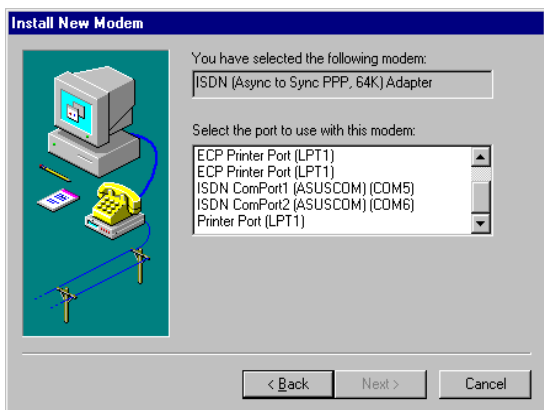 Install New Modem
You have selected the following modem:
ISDN (Async to Sync PPP, 64K) Adapter
Select the port to use with this modem:
ECP Printer Port (LPT1)
ECP Printer Port (LPT1)
ISDN ComPort1 (ASUSCOM) (COM5)
ISDN ComPort2 (ASUSCOM) (COM6)
Printer Port (LPT1)
< Back
Next >
Cancel